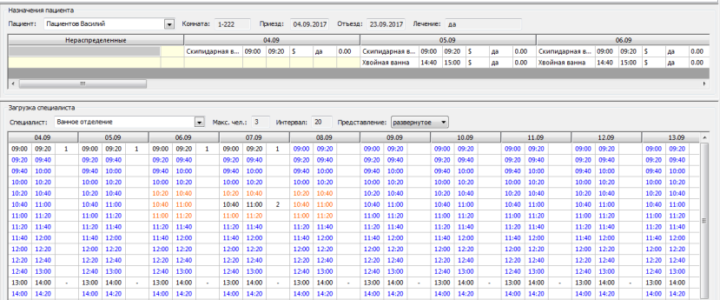 Назначения пациента
Пациент: Пациентов Василий Комната: 1-222 Приезд: 04.09.2017 Отъезд: 23.09.2017 Лечение: да
Нераспределенные 04.09 05.09 06.09
Скипидарная в... 09:00 09:20 $ да 0.00 Скипидарная в... 09:00 09:20 $ да 0.00 Скипидарная в... 09:00 09:20 $ да 0.00
Хвойная ванна 14:40 15:00 $ да 0.00 Хвойная ванна 14:40 15:00 $ да 0.00
Загрузка специалиста
Специалист: Ванное отделение Макс. чел.: 3 Интервал: 20 Представление: развернутое
04.09 05.09 06.09 07.09 08.09 09.09 10.09 11.09 12.09 13.09
09:00 09:20 1 09:00 09:20 1 09:00 09:20 1 09:00 09:20 1 09:00 09:20 09:00 09:20 09:00 09:20 09:00 09:20 09:00 09:20 09:00 09:20
09:20 09:40 09:20 09:40 09:20 09:40 09:20 09:40 09:20 09:40 09:20 09:40 09:20 09:40 09:20 09:40 09:20 09:40 09:20 09:40
09:40 10:00 09:40 10:00 09:40 10:00 09:40 10:00 09:40 10:00 09:40 10:00 09:40 10:00 09:40 10:00 09:40 10:00 09:40 10:00
10:00 10:20 10:00 10:20 10:00 10:20 10:00 10:20 10:00 10:20 10:00 10:20 10:00 10:20 10:00 10:20 10:00 10:20 10:00 10:20
10:20 10:40 10:20 10:40 10:20 10:40 10:20 10:40 10:20 10:40 10:20 10:40 10:20 10:40 10:20 10:40 10:20 10:40 10:20 10:40
10:40 11:00 10:40 11:00 10:40 11:00 10:40 11:00 2 10:40 11:00 10:40 11:00 10:40 11:00 10:40 11:00 10:40 11:00 10:40 11:00
11:00 11:20 11:00 11:20 11:00 11:20 11:00 11:20 11:00 11:20 11:00 11:20 11:00 11:20 11:00 11:20 11:00 11:20 11:00 11:20
11:20 11:40 11:20 11:40 11:20 11:40 11:20 11:40 11:20 11:40 11:20 11:40 11:20 11:40 11:20 11:40 11:20 11:40 11:20 11:40
11:40 12:00 11:40 12:00 11:40 12:00 11:40 12:00 11:40 12:00 11:40 12:00 11:40 12:00 11:40 12:00 11:40 12:00 11:40 12:00
12:00 12:20 12:00 12:20 12:00 12:20 12:00 12:20 12:00 12:20 12:00 12:20 12:00 12:20 12:00 12:20 12:00 12:20 12:00 12:20
12:20 12:40 12:20 12:40 12:20 12:40 12:20 12:40 12:20 12:40 12:20 12:40 12:20 12:40 12:20 12:40 12:20 12:40 12:20 12:40
12:40 13:00 12:40 13:00 12:40 13:00 12:40 13:00 12:40 13:00 12:40 13:00 12:40 13:00 12:40 13:00 12:40 13:00 12:40 13:00
13:00 14:00 - 13:00 14:00 - 13:00 14:00 - 13:00 14:00 - 13:00 14:00 - 13:00 14:00 - 13:00 14:00 - 13:00 14:00 - 13:00 14:00 - 13:00 14:00
14:00 14:20 14:00 14:20 14:00 14:20 14:00 14:20 14:00 14:20 14:00 14:20 14:00 14:20 14:00 14:20 14:00 14:20 14:00 14:20